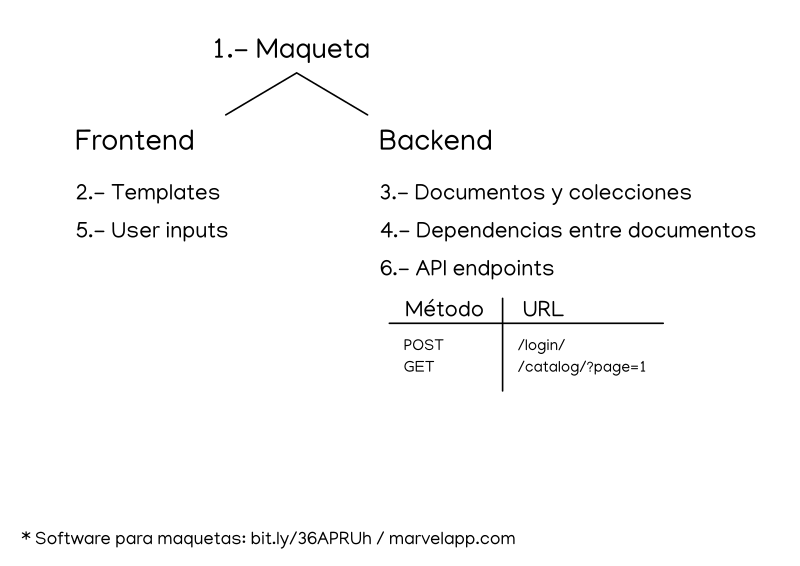 1.- Maqueta
Frontend
2.- Templates
5.- User inputs
Backend
3.- Documentos y colecciones
4.- Dependencias entre documentos
6.- API endpoints
Método URL
POST /login/
GET /catalog/?page=1
* Software para maquetas: bit.ly/36APRUh / marvelapp.com